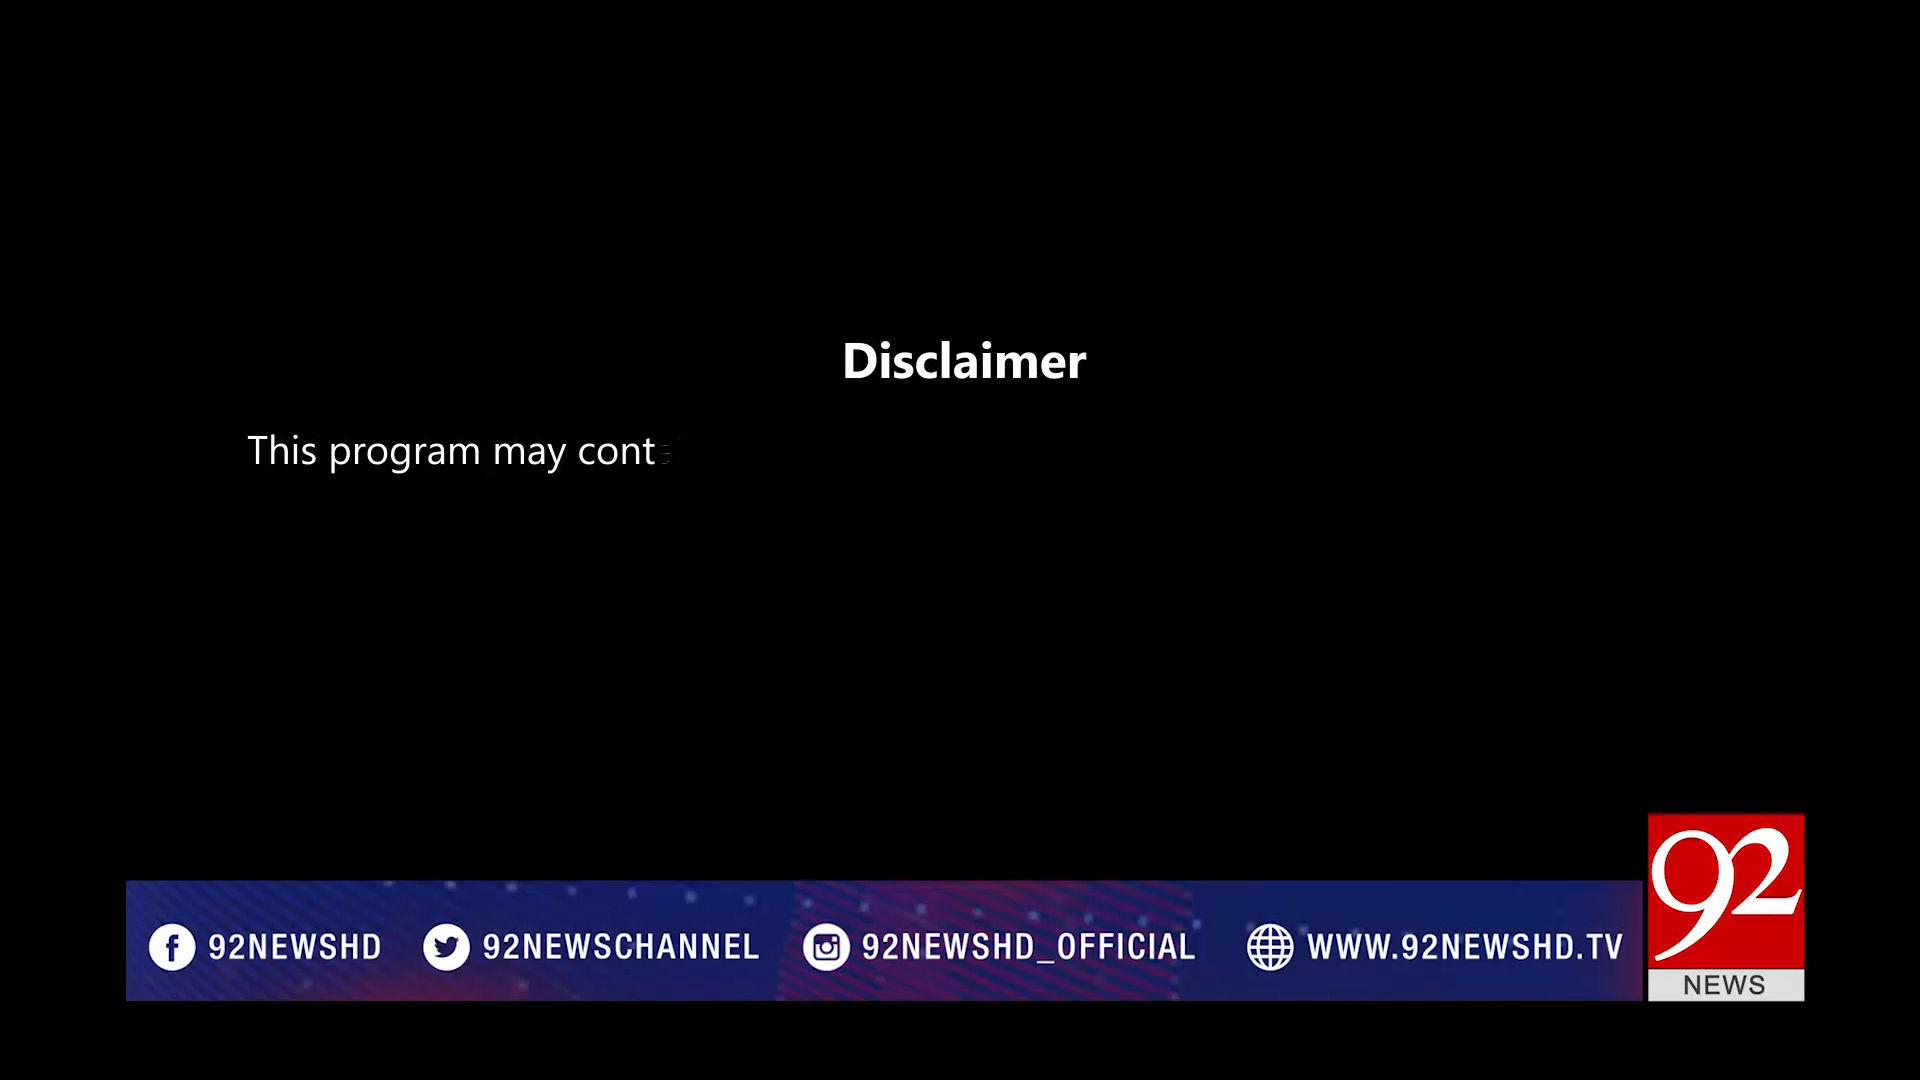 Disclaimer
This program may cont
92NEWSHD 92NEWSCHANNEL 92NEWSHD_OFFICIAL WWW.92NEWSHD.TV
92
NEWS